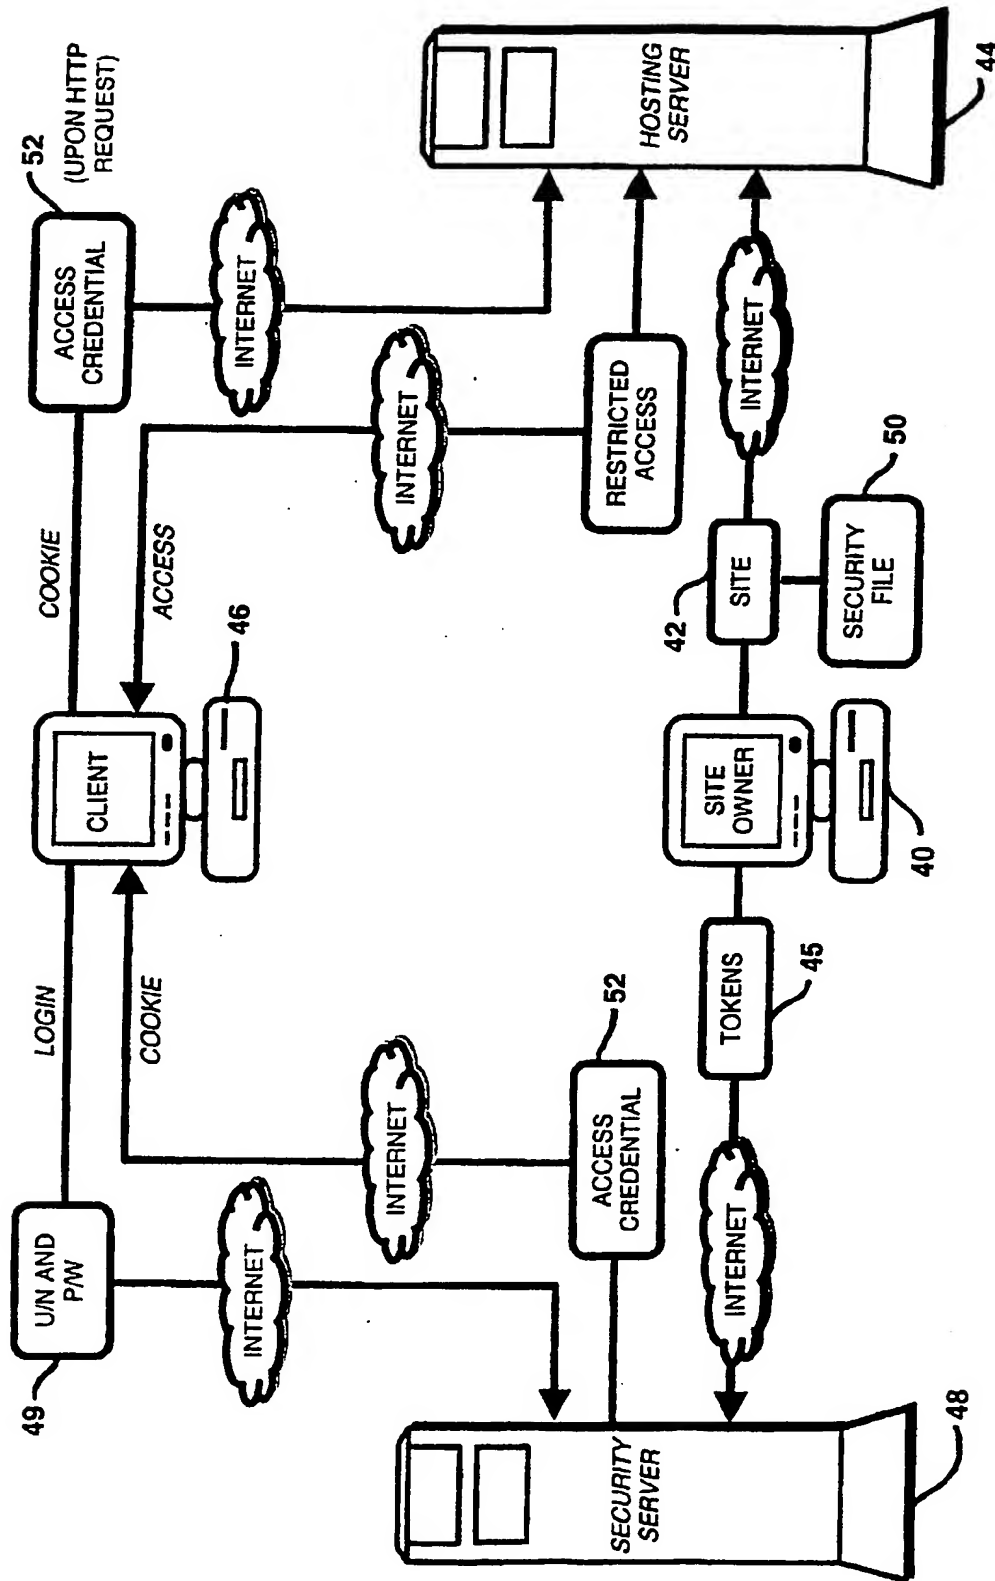 49
U/N AND
P/W
LOGIN
COOKIE
CLIENT
46
COOKIE
ACCESS
52
ACCESS
CREDENTIAL
(UPON HTTP
REQUEST)
INTERNET
INTERNET
INTERNET
INTERNET
SECURITY
SERVER
48
ACCESS
CREDENTIAL
52
RESTRICTED
ACCESS
HOSTING
SERVER
44
INTERNET
TOKENS
45
SITE
OWNER
40
42
SITE
SECURITY
FILE
50
INTERNET